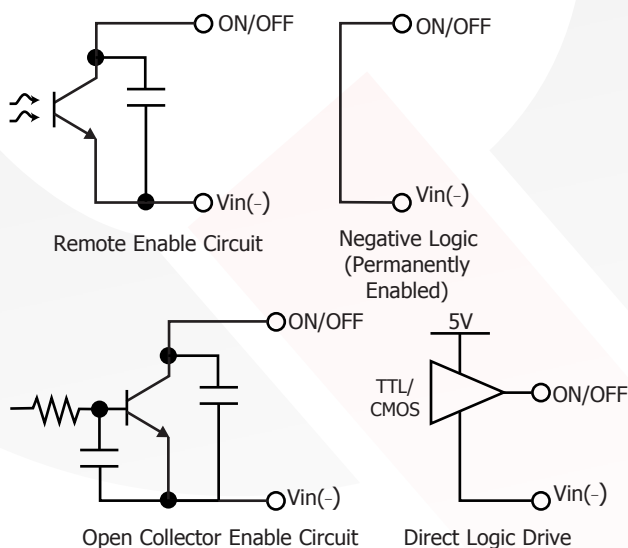 ON/OFF
Vin(–)
Remote Enable Circuit
ON/OFF
Vin(–)
Negative Logic
(Permanently
Enabled)
ON/OFF
Vin(–)
Open Collector Enable Circuit
5V
TTL/
CMOS
ON/OFF
Vin(–)
Direct Logic Drive